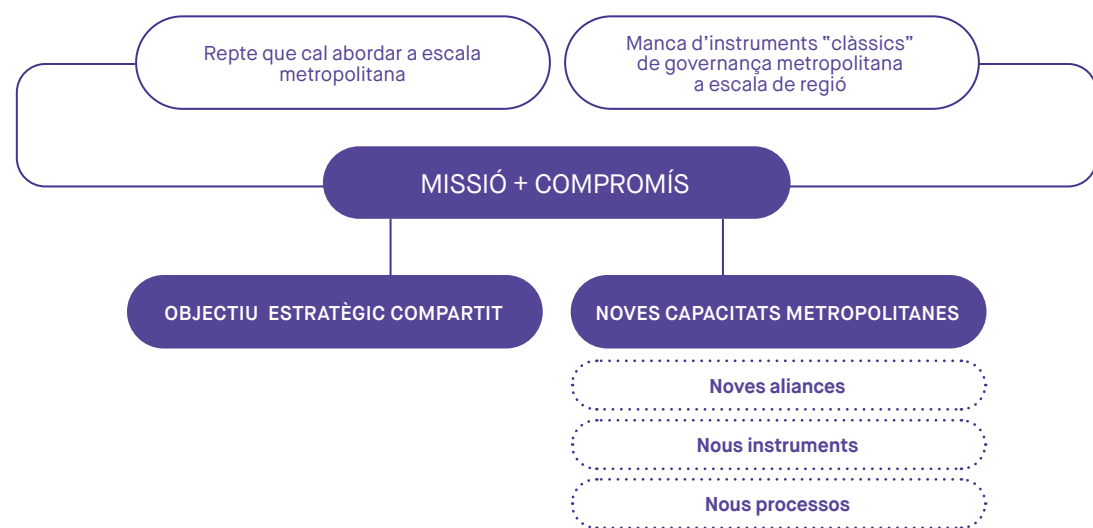 Repte que cal abordar a escala
metropolitana
Manca d'instruments "clàssics"
de governança metropolitana
a escala de regió
MISSIÓ + COMPROMÍS
OBJECTIU ESTRATÈGIC COMPARTIT
NOVES CAPACITATS METROPOLITANES
Noves aliances
Nous instruments
Nous processos